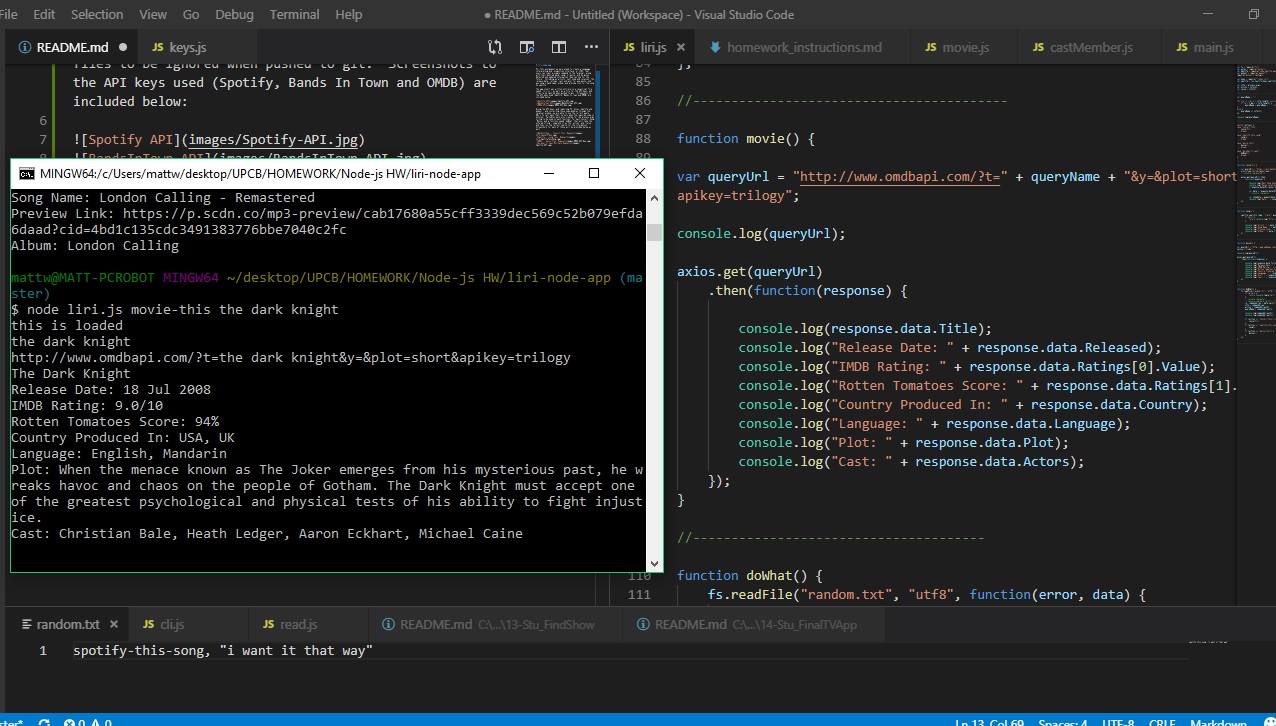 File Edit Selection View Go Debug Terminal Help
● README.md - Untitled (Workspace) - Visual Studio Code
README.md ●
JS keys.js
JS liri.js ×
homework_instructions.md
JS movie.js
JS castMember.js
JS main.js
files to be ignored when pushed to git. Screenshots to
the API keys used (Spotify, Bands In Town and OMDB) are
included below:
6
7 ![Spotify API](images/Spotify-API.jpg)
![BandsInTown API](images/BandsInTown API.jpg)
MINGW64:/c/Users/mattw/desktop/UPCB/HOMEWORK/Node-js HW/liri-node-app
Song Name: London Calling - Remastered
Preview Link: https://p.scdn.co/mp3-preview/cab17680a55cff3339dec569c52b079efda
6daad?cid=4bd1c135cdc3491383776bbe7040c2fc
Album: London Calling
mattw@MATT-PCROBOT MINGW64 ~/desktop/UPCB/HOMEWORK/Node-js HW/liri-node-app (ma
ster)
$ node liri.js movie-this the dark knight
this is loaded
the dark knight
http://www.omdbapi.com/?t=the dark knight&y=&plot=short&apikey=trilogy
The Dark Knight
Release Date: 18 Jul 2008
IMDB Rating: 9.0/10
Rotten Tomatoes Score: 94%
Country Produced In: USA, UK
Language: English, Mandarin
Plot: When the menace known as The Joker emerges from his mysterious past, he w
reaks havoc and chaos on the people of Gotham. The Dark Knight must accept one
of the greatest psychological and physical tests of his ability to fight injust
ice.
Cast: Christian Bale, Heath Ledger, Aaron Eckhart, Michael Caine
84 };
85
86 //-----------------------------------------
87
88 function movie() {
89
var queryUrl = "http://www.omdbapi.com/?t=" + queryName + "&y=&plot=short
apikey=trilogy";
console.log(queryUrl);
axios.get(queryUrl)
.then(function(response) {
console.log(response.data.Title);
console.log("Release Date: " + response.data.Released);
console.log("IMDB Rating: " + response.data.Ratings[0].Value);
console.log("Rotten Tomatoes Score: " + response.data.Ratings[1].
console.log("Country Produced In: " + response.data.Country);
console.log("Language: " + response.data.Language);
console.log("Plot: " + response.data.Plot);
console.log("Cast: " + response.data.Actors);
});
}
//--------------------------------------
110 function doWhat() {
111 fs.readFile("random.txt", "utf8", function(error, data) {
random.txt ×
JS cli.js
JS read.js
README.md C:\...\13-Stu_FindShow
README.md C:\...\14-Stu_FinalTVApp
1 spotify-this-song, "i want it that way"
ster* 0 0
Ln 13, Col 69 Spaces: 4 UTF-8 CRLF Markdown